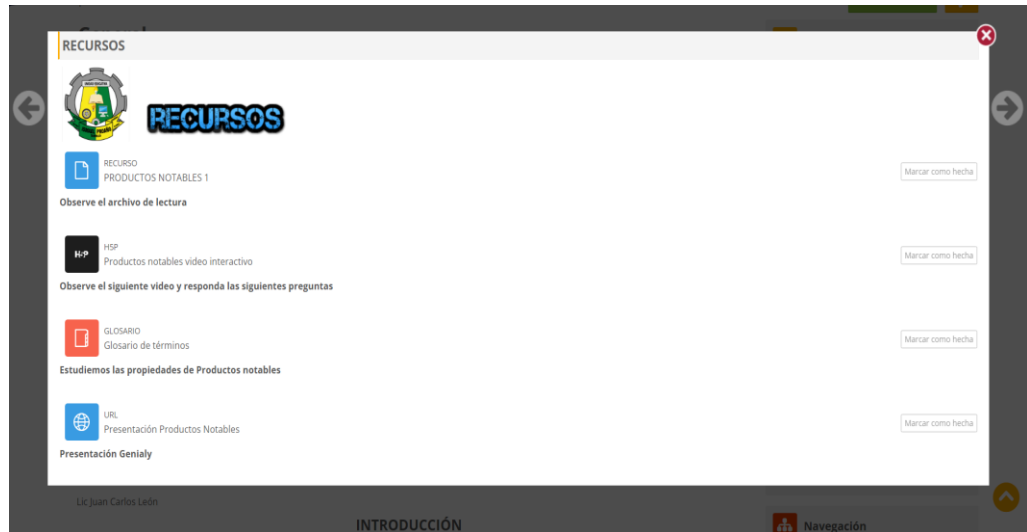 RECURSOS
RECURSOS
RECURSO
PRODUCTOS NOTABLES 1
Marcar como hecha
Observe el archivo de lectura
H5P
H5P
Productos notables video interactivo
Marcar como hecha
Observe el siguiente video y responda las siguientes preguntas
GLOSARIO
Glosario de términos
Marcar como hecha
Estudiemos las propiedades de Productos notables
URL
Presentación Productos Notables
Marcar como hecha
Presentación Genialy
Lic Juan Carlos León
INTRODUCCIÓN
Navegación